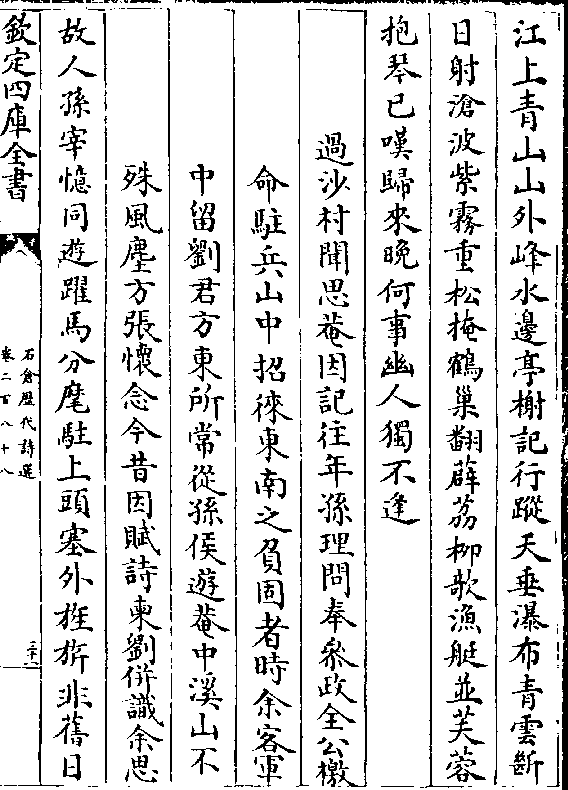 江上青山山外峰水邊亭榭記行蹤天垂瀑布青雲斷
日射滄波紫霧重松掩鶴巢翻薜荔柳敧漁艇並芙蓉
抱琴已嘆歸來晚何事幽人獨不逢
過沙村聞思菴因記往年孫理問奉叅政全公檄
命駐兵山中招徠東南之負固者時余客軍
中留劉君方東所常從孫侯遊菴中溪山不
殊風塵方張懷念今昔因賦詩柬劉併識余思
故人孫宰憶同遊躍馬分麾駐上頭塞外旌旂非舊日
欽定四庫全書
石倉歴代詩選
卷二百八十八